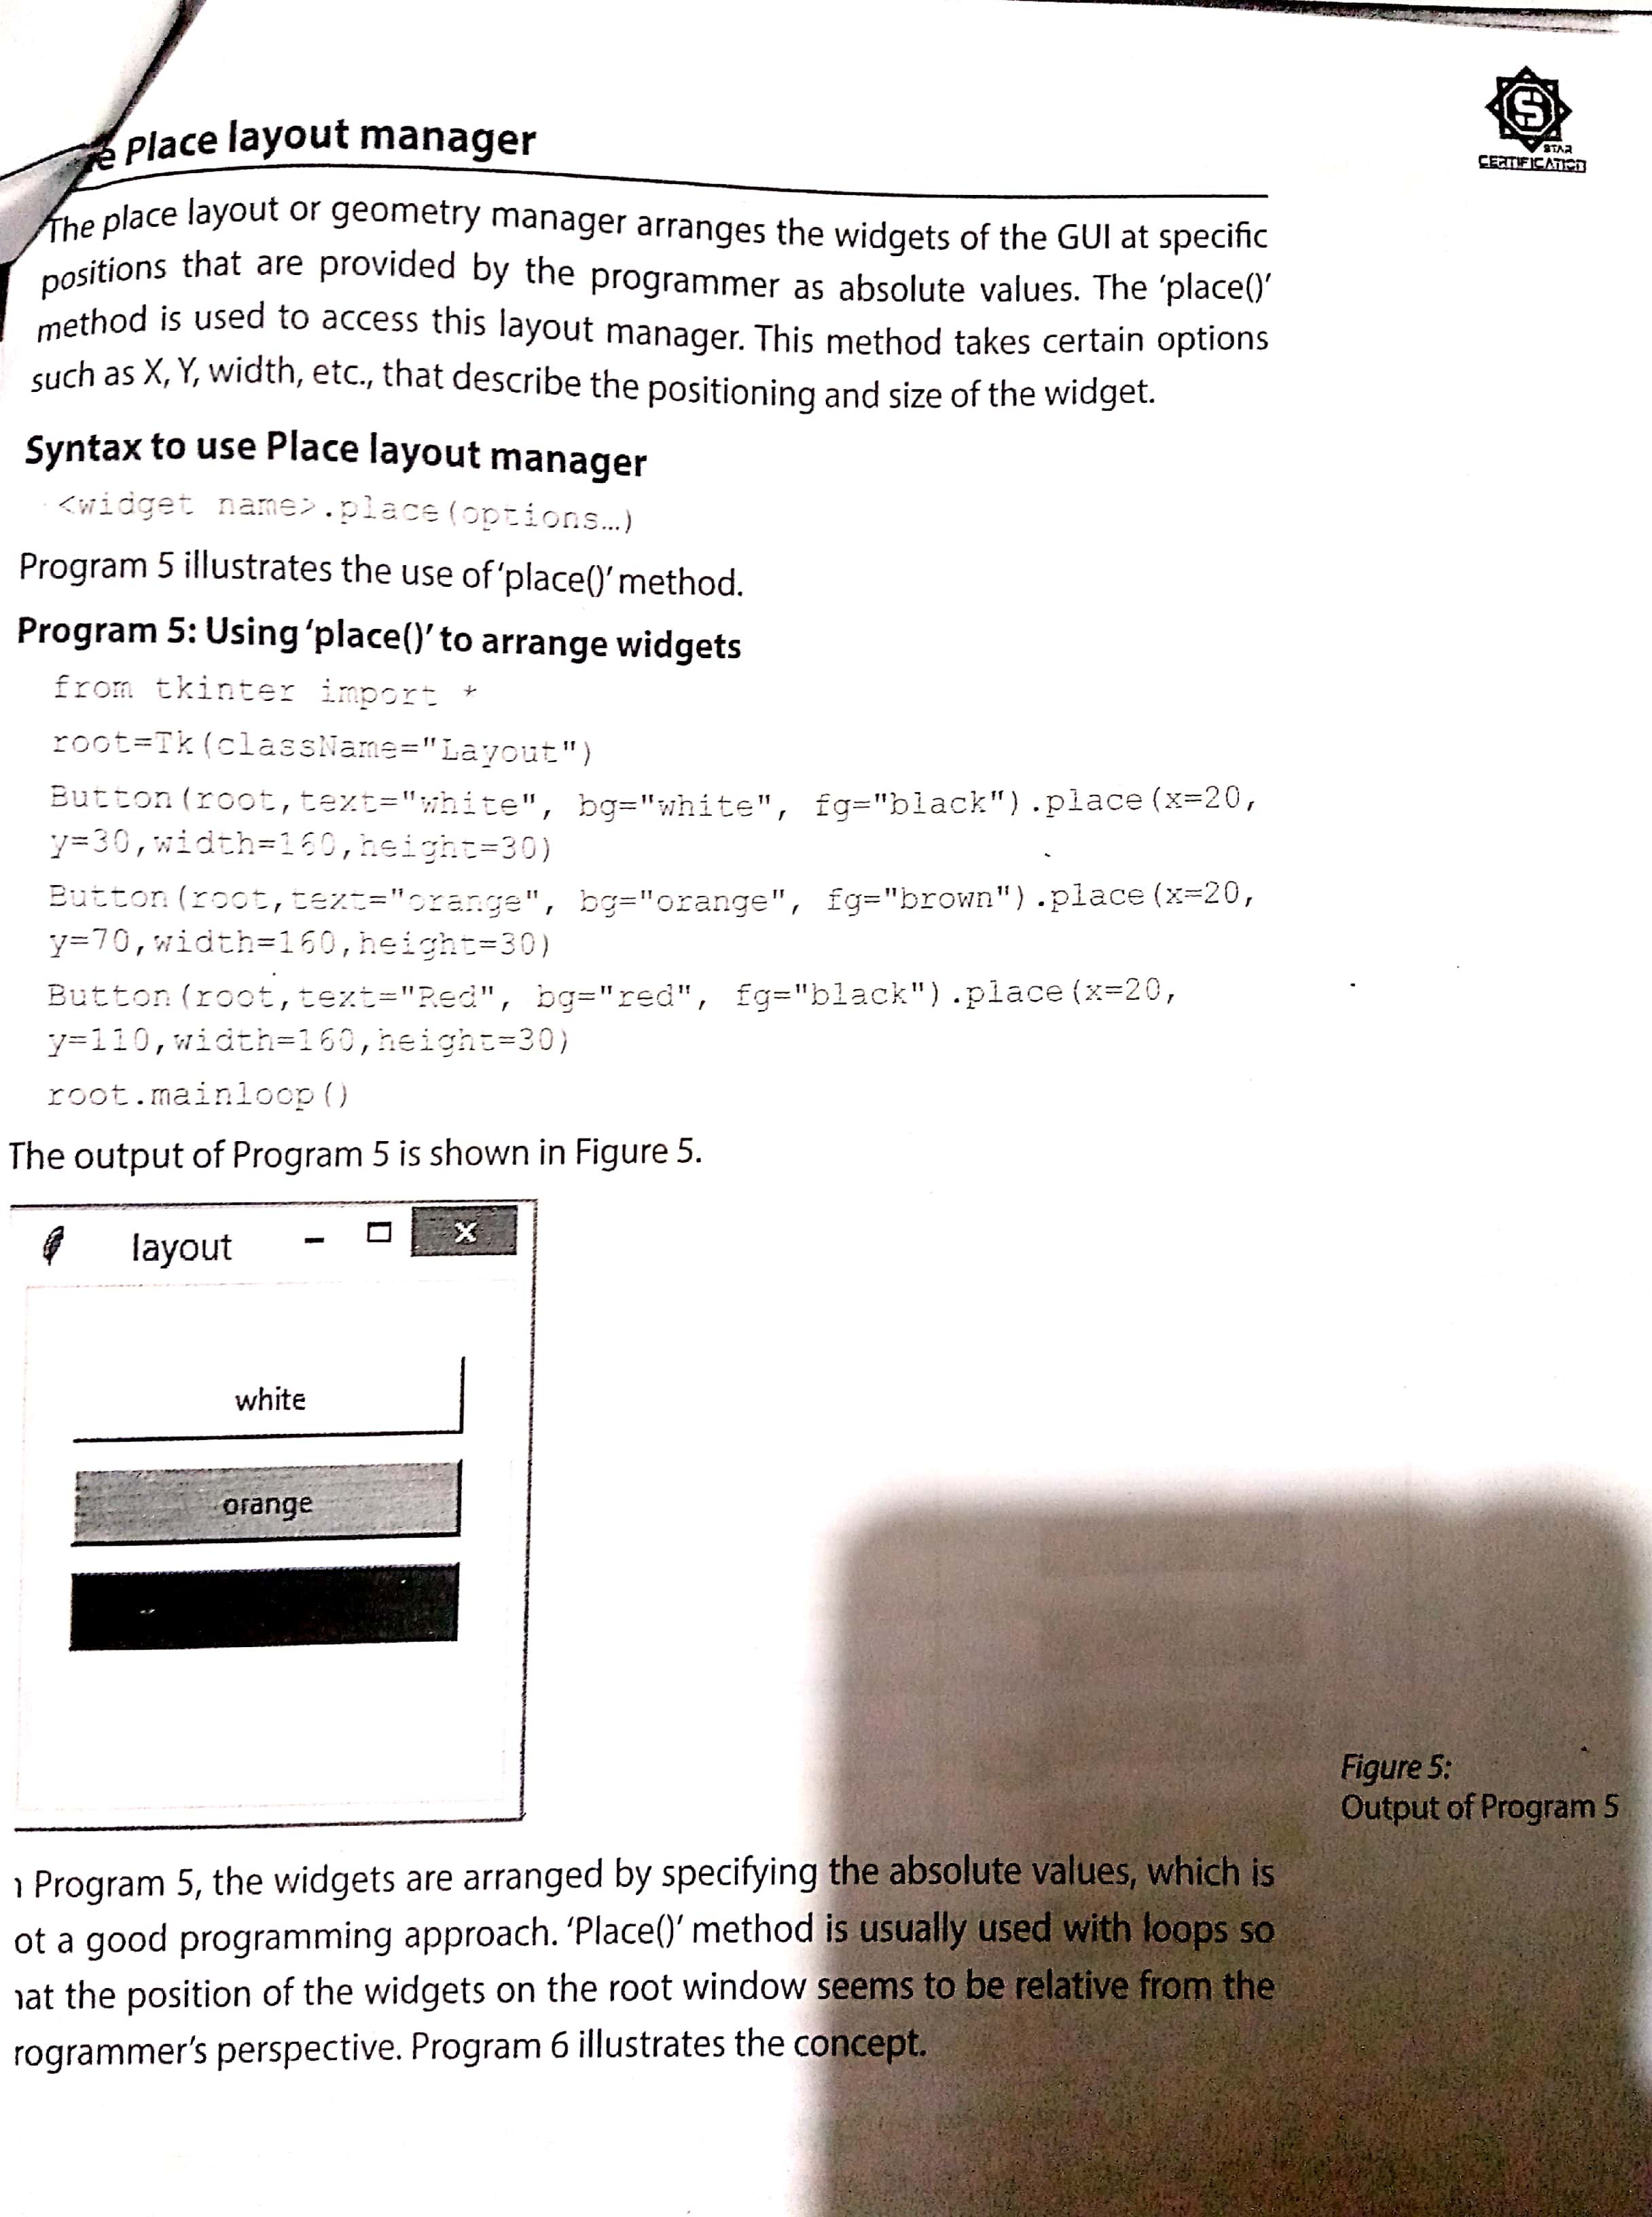 Place layout manager
STAR
CERTIFICATION
The place layout or geometry manager arranges the widgets of the GUI at specific
positions that are provided by the programmer as absolute values. The ‘place()’
method is used to access this layout manager. This method takes certain options
such as X, Y, width, etc., that describe the positioning and size of the widget.
Syntax to use Place layout manager
<widget name>.place(options…)
Program 5 illustrates the use of ‘place()’ method.
Program 5: Using ‘place()’ to arrange widgets
from tkinter import *
root=Tk(className="Layout")
Button(root,text="white", bg="white", fg="black").place(x=20,
y=30,width=160,height=30)
Button(root,text="orange", bg="orange", fg="brown").place(x=20,
y=70,width=160,height=30)
Button(root,text="Red", bg="red", fg="black").place(x=20,
y=110,width=160,height=30)
root.mainloop()
The output of Program 5 is shown in Figure 5.
layout
white
orange
Figure 5:
Output of Program 5
Program 5, the widgets are arranged by specifying the absolute values, which is
ot a good programming approach. ‘Place()’ method is usually used with loops so
at the position of the widgets on the root window seems to be relative from the
rogrammer’s perspective. Program 6 illustrates the concept.